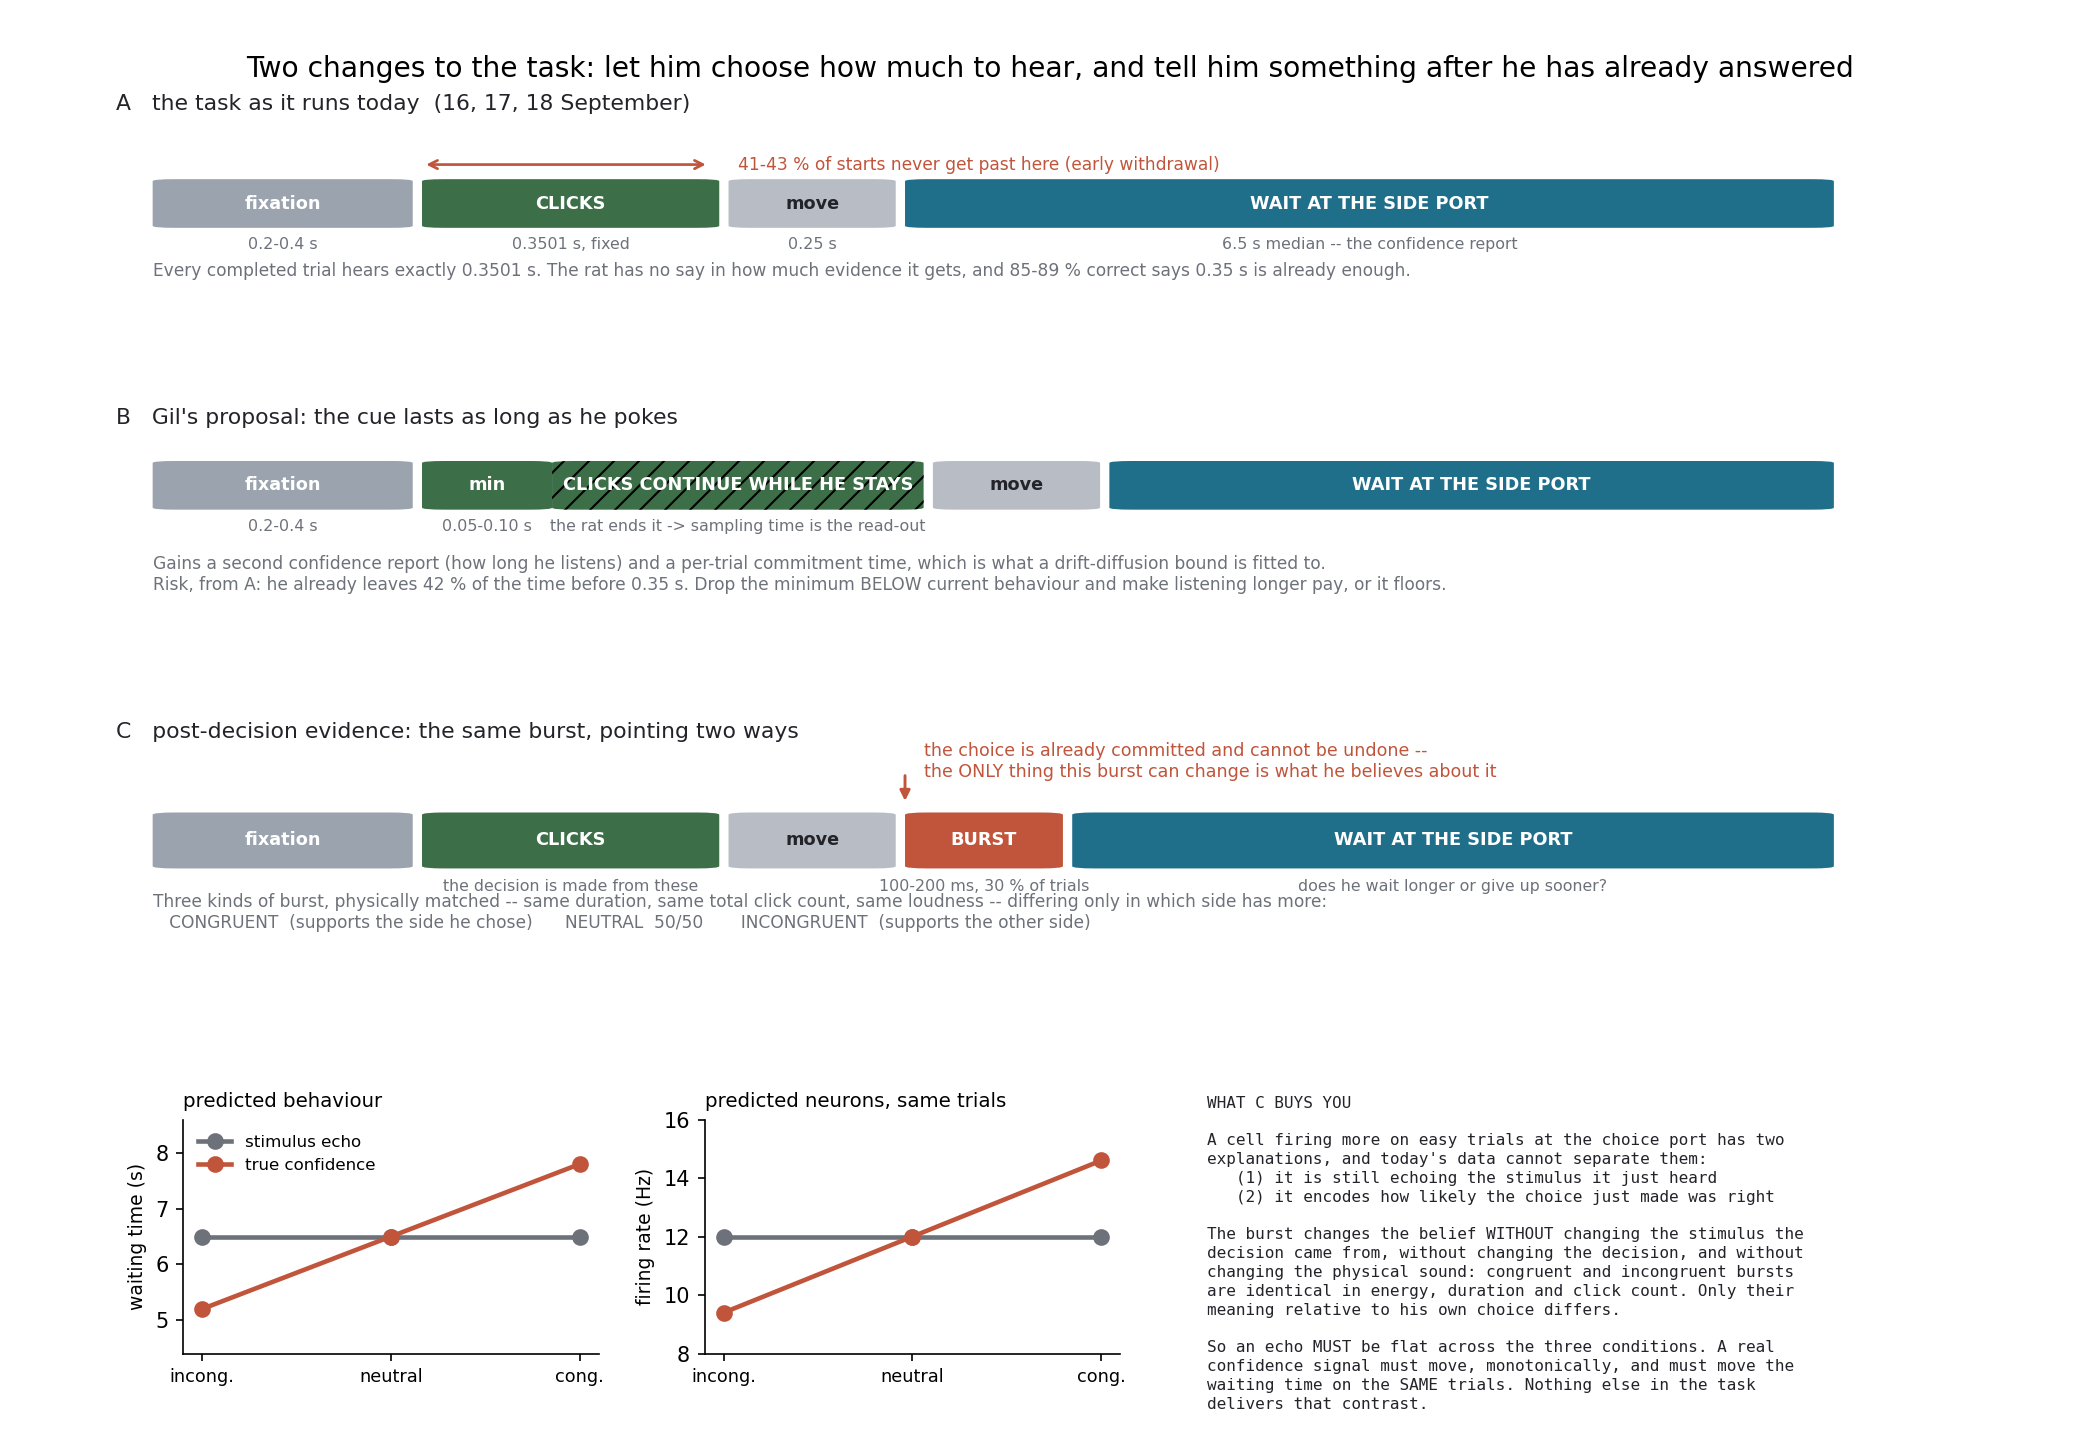 Two changes to the task: let him choose how much to hear, and tell him something after he has already answered
A the task as it runs today (16, 17, 18 September)
41-43 % of starts never get past here (early withdrawal)
fixation CLICKS move WAIT AT THE SIDE PORT
0.2-0.4 s 0.3501 s, fixed 0.25 s 6.5 s median -- the confidence report
Every completed trial hears exactly 0.3501 s. The rat has no say in how much evidence it gets, and 85-89 % correct says 0.35 s is already enough.
B Gil's proposal: the cue lasts as long as he pokes
fixation min CLICKS CONTINUE WHILE HE STAYS move WAIT AT THE SIDE PORT
0.2-0.4 s 0.05-0.10 s the rat ends it -> sampling time is the read-out
Gains a second confidence report (how long he listens) and a per-trial commitment time, which is what a drift-diffusion bound is fitted to.
Risk, from A: he already leaves 42 % of the time before 0.35 s. Drop the minimum BELOW current behaviour and make listening longer pay, or it floors.
C post-decision evidence: the same burst, pointing two ways
the choice is already committed and cannot be undone --
the ONLY thing this burst can change is what he believes about it
fixation CLICKS move BURST WAIT AT THE SIDE PORT
the decision is made from these 100-200 ms, 30 % of trials does he wait longer or give up sooner?
Three kinds of burst, physically matched -- same duration, same total click count, same loudness -- differing only in which side has more:
CONGRUENT (supports the side he chose) NEUTRAL 50/50 INCONGRUENT (supports the other side)
predicted behaviour
stimulus echo
true confidence
waiting time (s)
8
7
6
5
incong. neutral cong.
predicted neurons, same trials
firing rate (Hz)
16
14
12
10
8
incong. neutral cong.
WHAT C BUYS YOU
A cell firing more on easy trials at the choice port has two
explanations, and today's data cannot separate them:
(1) it is still echoing the stimulus it just heard
(2) it encodes how likely the choice just made was right
The burst changes the belief WITHOUT changing the stimulus the
decision came from, without changing the decision, and without
changing the physical sound: congruent and incongruent bursts
are identical in energy, duration and click count. Only their
meaning relative to his own choice differs.
So an echo MUST be flat across the three conditions. A real
confidence signal must move, monotonically, and must move the
waiting time on the SAME trials. Nothing else in the task
delivers that contrast.